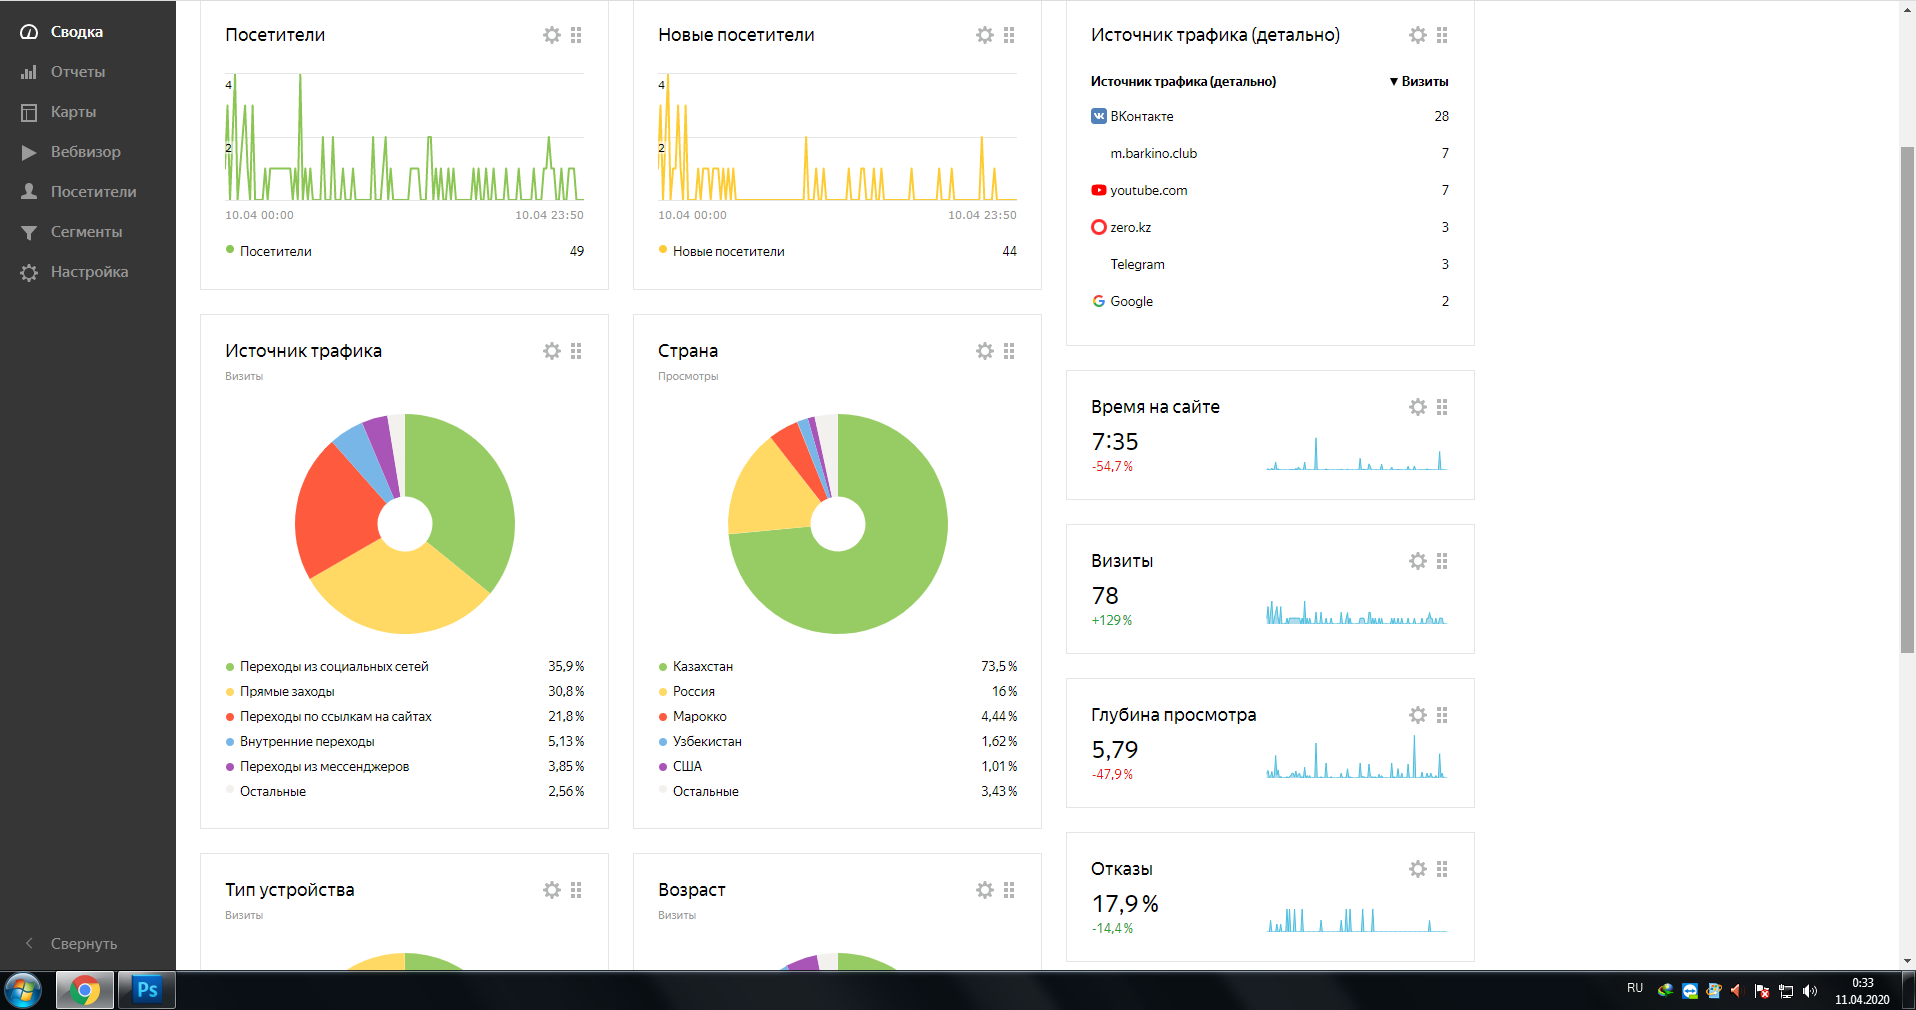 Сводка
Отчеты
Карты
Вебвизор
Посетители
Сегменты
Настройка
Свернуть
Посетители
4
2
10.04 00:00 10.04 23:50
Посетители 49
Новые посетители
4
2
10.04 00:00 10.04 23:50
Новые посетители 44
Источник трафика (детально)
Источник трафика (детально) ▼ Визиты
ВКонтакте 28
m.barkino.club 7
youtube.com 7
zero.kz 3
Telegram 3
Google 2
Источник трафика
Визиты
Переходы из социальных сетей 35,9 %
Прямые заходы 30,8 %
Переходы по ссылкам на сайтах 21,8 %
Внутренние переходы 5,13 %
Переходы из мессенджеров 3,85 %
Остальные 2,56 %
Страна
Просмотры
Казахстан 73,5 %
Россия 16 %
Марокко 4,44 %
Узбекистан 1,62 %
США 1,01 %
Остальные 3,43 %
Время на сайте
7:35
-54,7 %
Визиты
78
+129 %
Глубина просмотра
5,79
-47,9 %
Отказы
17,9 %
-14,4 %
Тип устройства
Визиты
Возраст
Визиты
Ps
RU
0:33
11.04.2020